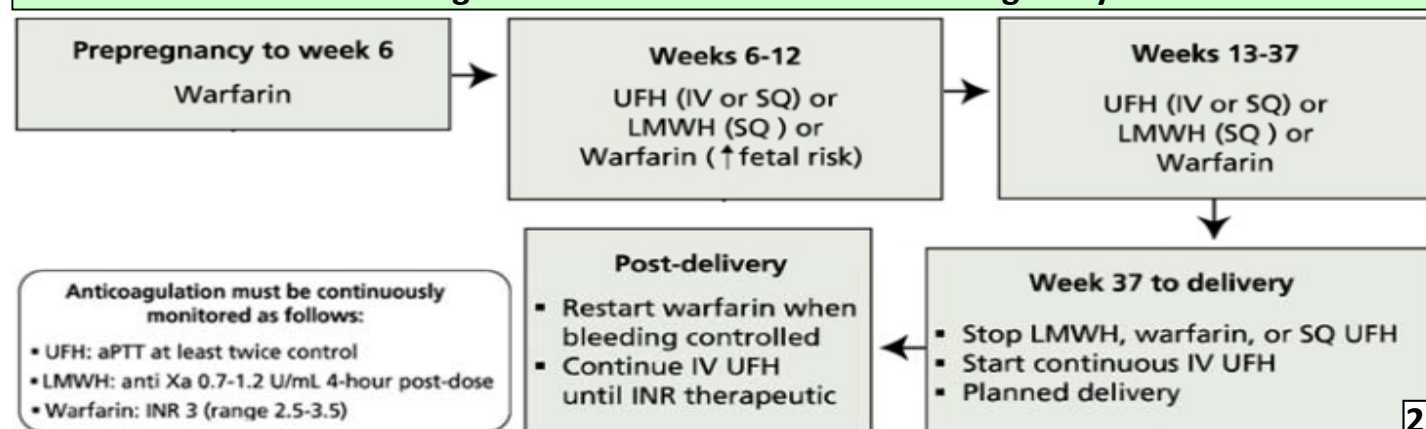 Prepregnancy to week 6
Warfarin
Weeks 6-12
UFH (IV or SQ) or
LMWH (SQ ) or
Warfarin (↑fetal risk)
Weeks 13-37
UFH (IV or SQ) or
LMWH (SQ ) or
Warfarin
Week 37 to delivery
▪ Stop LMWH, warfarin, or SQ UFH
▪ Start continuous IV UFH
▪ Planned delivery
Post-delivery
▪ Restart warfarin when
bleeding controlled
▪ Continue IV UFH
until INR therapeutic
Anticoagulation must be continuously
monitored as follows:
▪ UFH: aPTT at least twice control
▪ LMWH: anti Xa 0.7-1.2 U/mL 4-hour post-dose
▪ Warfarin: INR 3 (range 2.5-3.5)
2